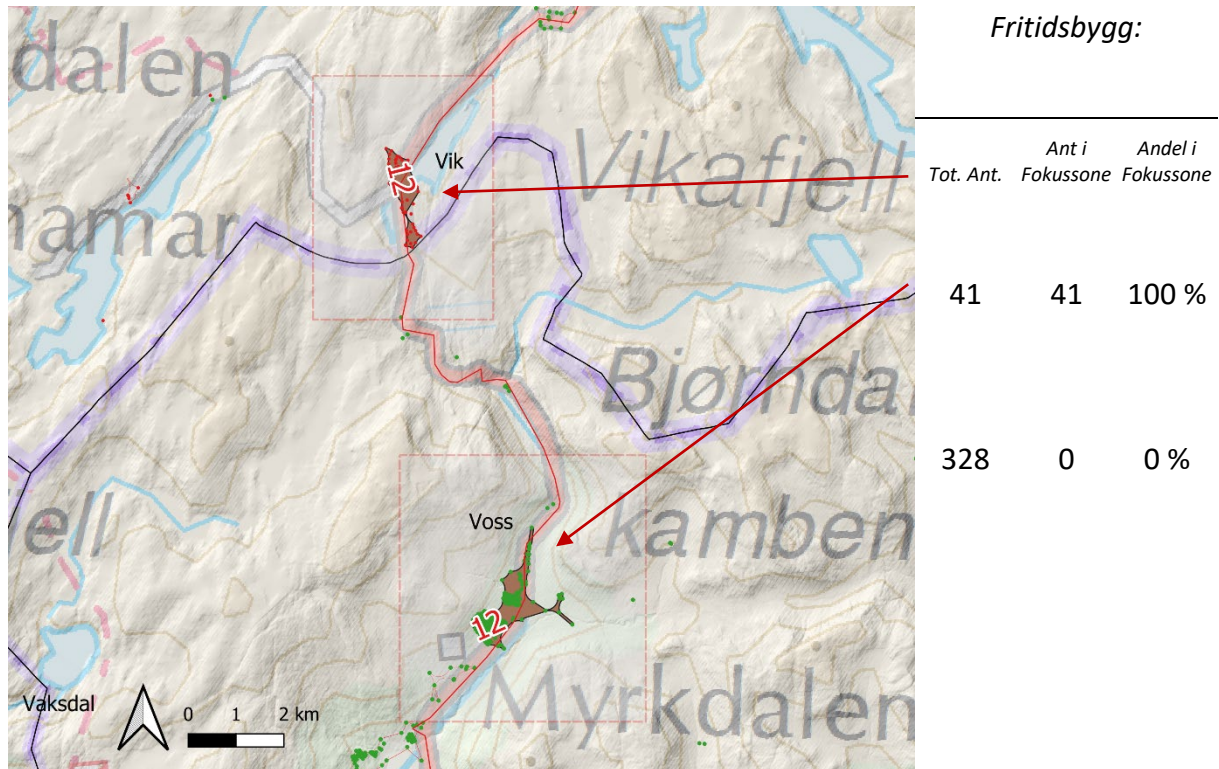 dalen
Vik
12
Vikafjell
namar
Bjørndal
ell
Voss
kamben
12
Myrkdalen
Vaksdal
0 1 2 km
Fritidsbygg:
Tot. Ant. Ant i Fokussone Andel i Fokussone
41 41 100 %
328 0 0 %